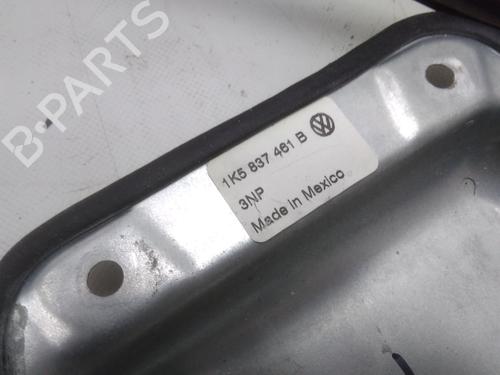 B-PARTS
1K5 837 461 B
3NP
Made in Mexico